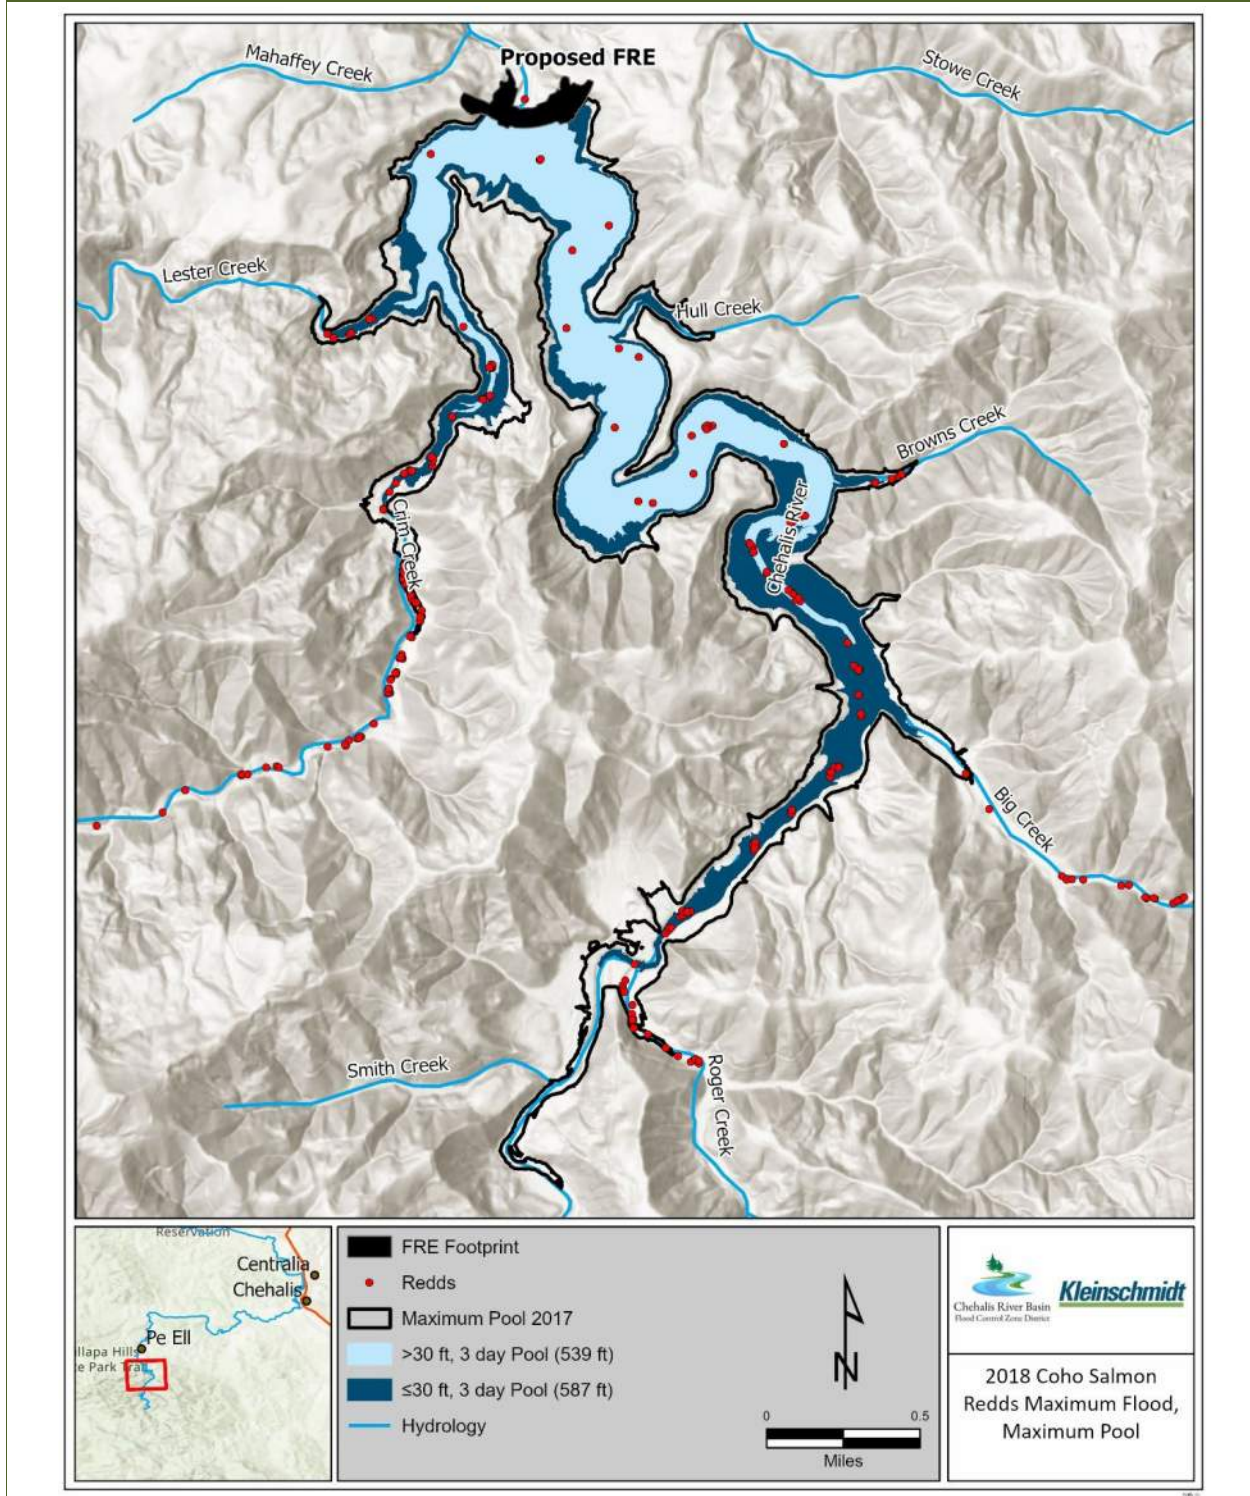 Proposed FRE
Mahaffey Creek
Stowe Creek
Lester Creek
Hull Creek
Browns Creek
Chehalis River
Crim Creek
Big Creek
Smith Creek
Roger Creek
Reservation
Centralia
Chehalis
Pe Ell
illapa Hills
te Park Tra
FRE Footprint
Redds
Maximum Pool 2017
>30 ft, 3 day Pool (539 ft)
≤30 ft, 3 day Pool (587 ft)
Hydrology
N
0 0.5
Miles
Chehalis River Basin
Flood Control Zone District
Kleinschmidt
2018 Coho Salmon
Redds Maximum Flood,
Maximum Pool